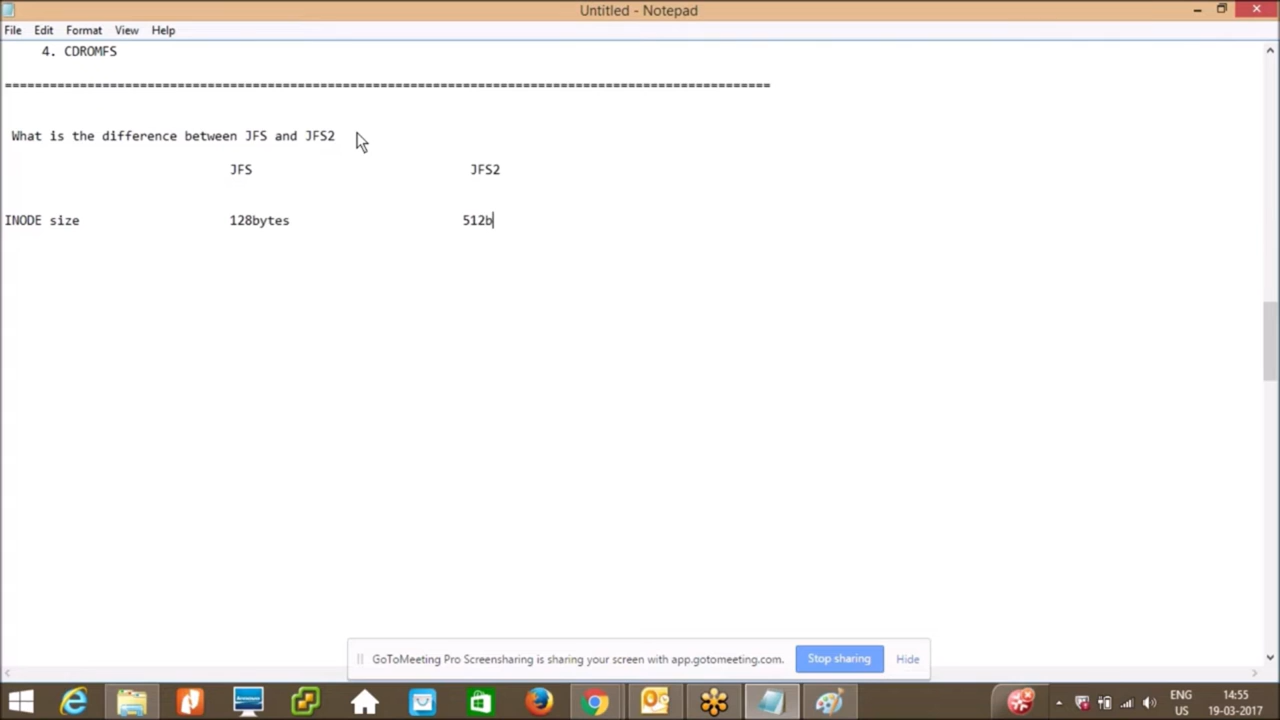 Untitled - Notepad
File Edit Format View Help
4. CDROMFS
======================================================================================================
What is the difference between JFS and JFS2
JFS JFS2
INODE size 128bytes 512b
GoToMeeting Pro Screensharing is sharing your screen with app.gotomeeting.com. Stop sharing Hide
ENG 14:55
US 19-03-2017